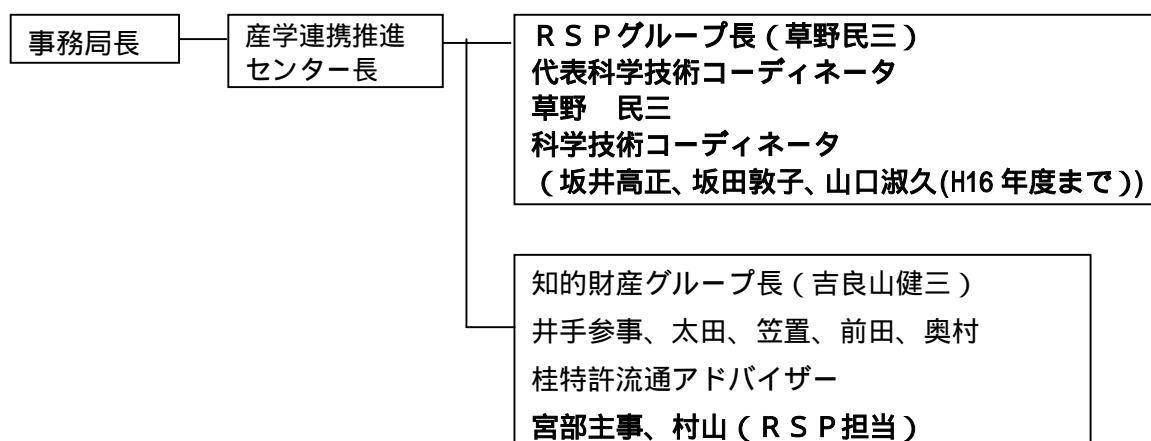 事務局長
産学連携推進
センター長
ＲＳＰグループ長（草野民三）
代表科学技術コーディネータ
草野　民三
科学技術コーディネータ
（坂井高正、坂田敦子、山口淑久(H16年度まで））
知的財産グループ長（吉良山健三）
井手参事、太田、笠置、前田、奥村
桂特許流通アドバイザー
宮部主事、村山（ＲＳＰ担当）